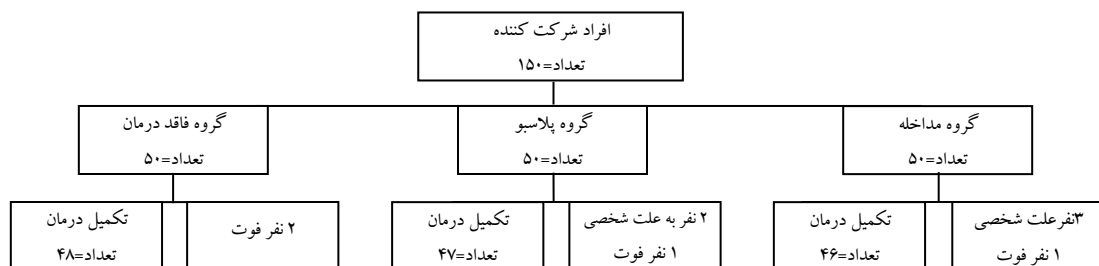 افراد شرکت کننده
تعداد=۱۵۰
گروه مداخله
تعداد=۵۰
گروه پلاسبو
تعداد=۵۰
گروه فاقد درمان
تعداد=۵۰
۳نفرعلت شخصی
۱ نفر فوت
تکمیل درمان
تعداد=۴۶
۲ نفر به علت شخصی
۱ نفر فوت
تکمیل درمان
تعداد=۴۷
۲ نفر فوت
تکمیل درمان
تعداد=۴۸